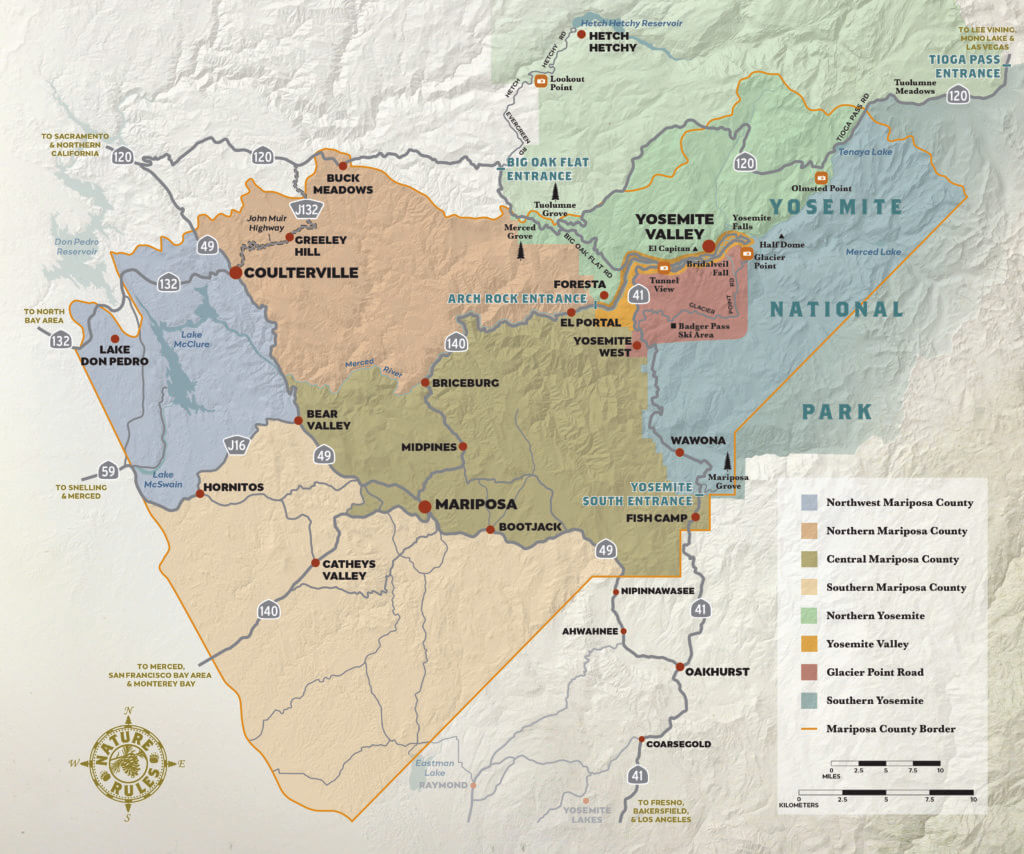 Hetch Hetchy Reservoir
HETCH
HETCHY
HETCH
HETCHY RD
Lookout
Point
EVERGREEN
RD
TO LEE VINING,
MONO LAKE &
LAS VEGAS
TIOGA PASS
ENTRANCE
Tuolumne
Meadows
120
TIOGA PASS RD
TO SACRAMENTO
& NORTHERN
CALIFORNIA
120
120
BUCK
MEADOWS
BIG OAK FLAT
ENTRANCE
120
Tenaya Lake
Olmsted Point
Tuolumne
Grove
YOSEMITE
J132
John Muir
Highway
GREELEY
HILL
49
Merced
Grove
BIG OAK FLAT RD
YOSEMITE
VALLEY
Yosemite
Falls
El Capitan
Half Dome
Don Pedro
Reservoir
Merced Lake
Bridalveil
Fall
Glacier
Point
COULTERVILLE
132
Tunnel
View
FORESTA
41
ARCH ROCK ENTRANCE
GLACIER
POINT
RD
NATIONAL
TO NORTH
BAY AREA
132
EL PORTAL
Badger Pass
Ski Area
Lake
McClure
140
YOSEMITE
WEST
LAKE
DON PEDRO
Merced
River
BRICEBURG
PARK
BEAR
VALLEY
J16
49
MIDPINES
WAWONA
59
TO SNELLING
& MERCED
Lake
McSwain
HORNITOS
Mariposa
Grove
YOSEMITE
SOUTH ENTRANCE
MARIPOSA
FISH CAMP
BOOTJACK
49
CATHEYS
VALLEY
140
NIPINNAWASEE
41
AHWAHNEE
OAKHURST
TO MERCED,
SAN FRANCISCO BAY AREA
& MONTEREY BAY
COARSEGOLD
Eastman
Lake
RAYMOND
41
YOSEMITE
LAKES
TO FRESNO,
BAKERSFIELD,
& LOS ANGELES
N
W
E
S
NATURE
RULES
Northwest Mariposa County
Northern Mariposa County
Central Mariposa County
Southern Mariposa County
Northern Yosemite
Yosemite Valley
Glacier Point Road
Southern Yosemite
Mariposa County Border
0 2.5 5 7.5 10
MILES
0 2.5 5 7.5 10
KILOMETERS